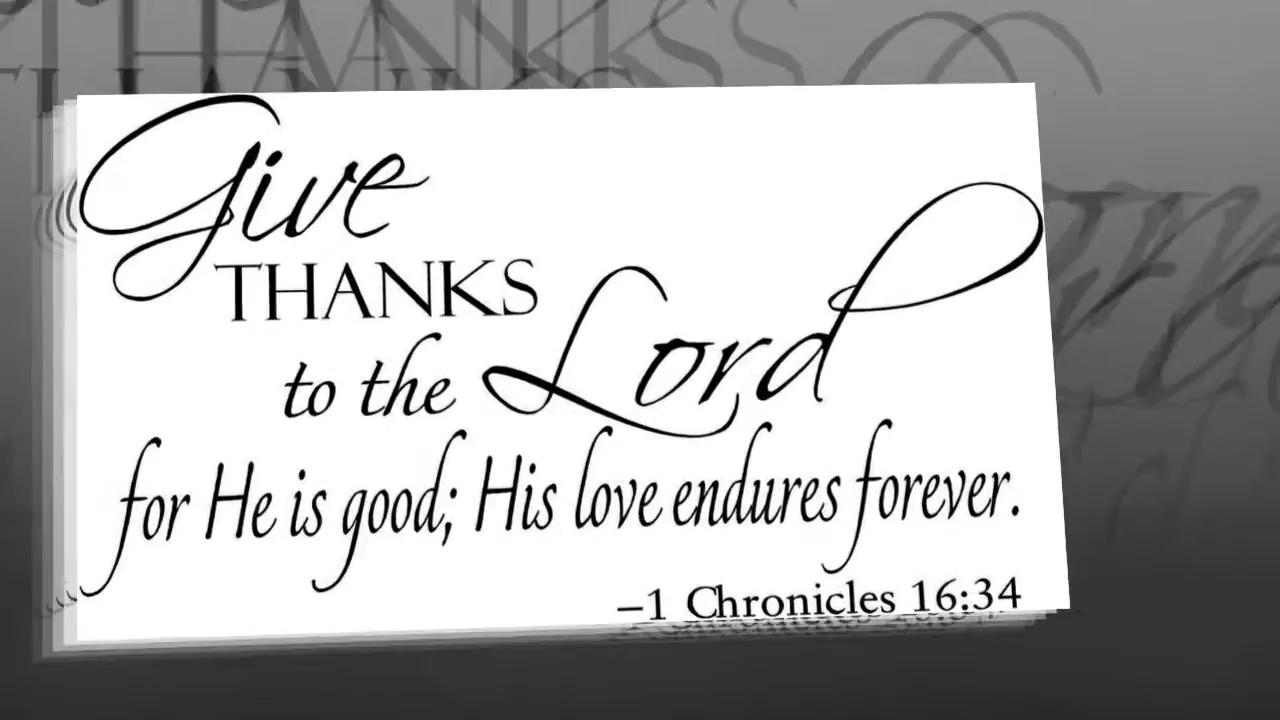 Give
THANKS
to the Lord
for He is good; His love endures forever.
–1 Chronicles 16:34